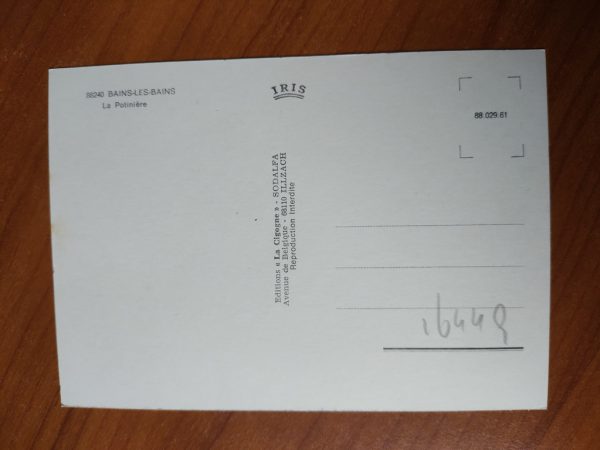 88240 BAINS-LES-BAINS
La Potinière
IRIS
88.029.61
Editions « La Cigogne » - SODALFA
Avenue de Belgique - 68110 ILLZACH
Reproduction Interdite
16449